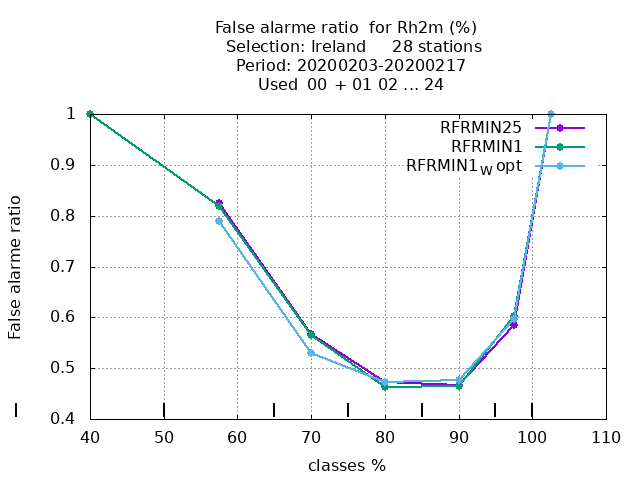 False alarme ratio  for Rh2m (%)
Selection: Ireland     28 stations
Period: 20200203-20200217
Used  00  + 01 02 ... 24
RFRMIN25
RFRMIN1
RFRMIN1W opt
False alarme ratio
1
0.9
0.8
0.7
0.6
0.5
0.4
40 50 60 70 80 90 100 110
classes %